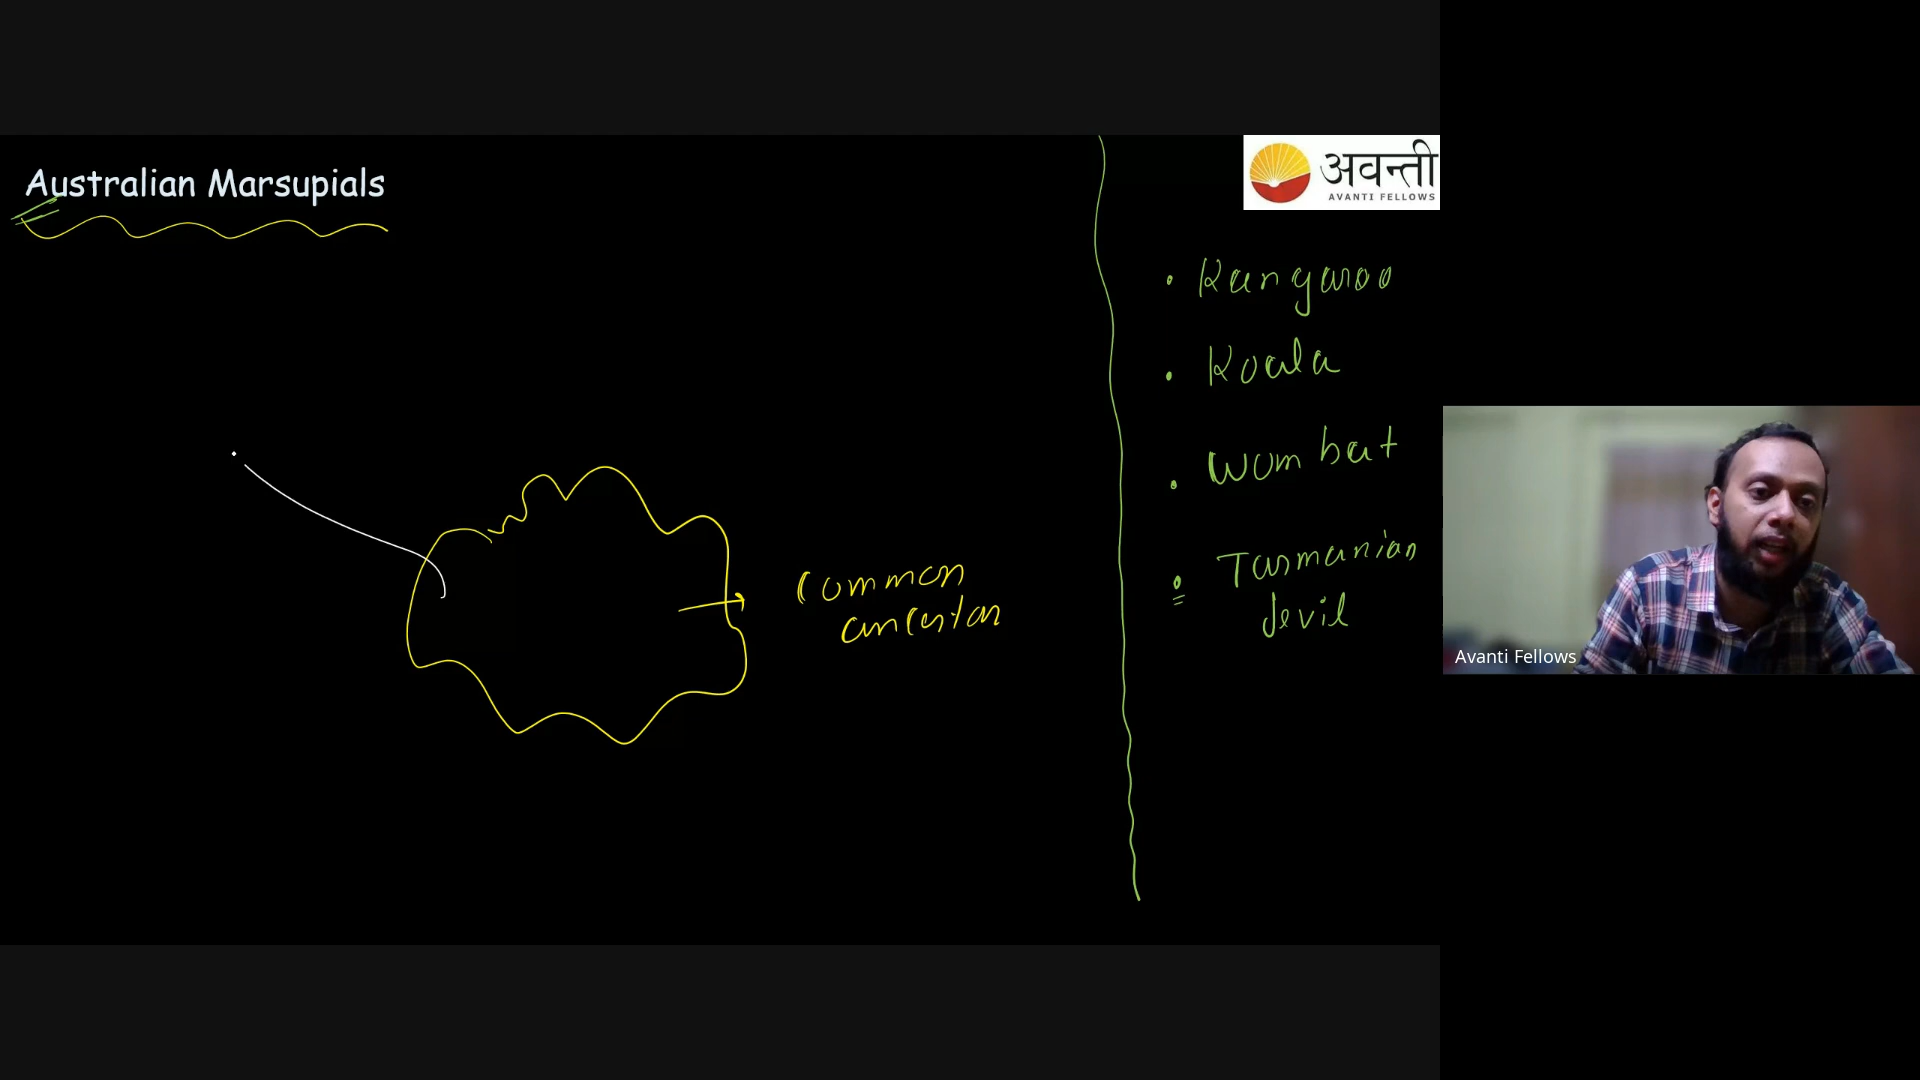 Australian Marsupials
अवन्ती
AVANTI FELLOWS
• Kangaroo
• Koala
• Wombat
• Tasmanian
devil
Common
ancestor
Avanti Fellows